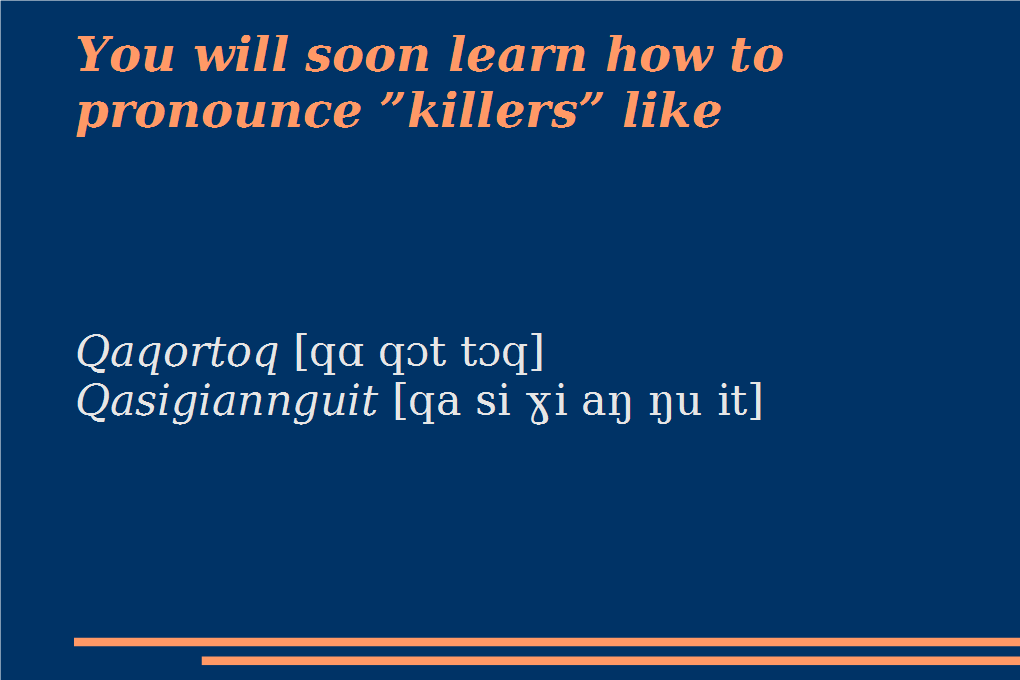 You will soon learn how to
pronounce ”killers” like
Qaqortoq [qɑ qɔt tɔq]
Qasigiannguit [qa si ɣi aŋ ŋu it]